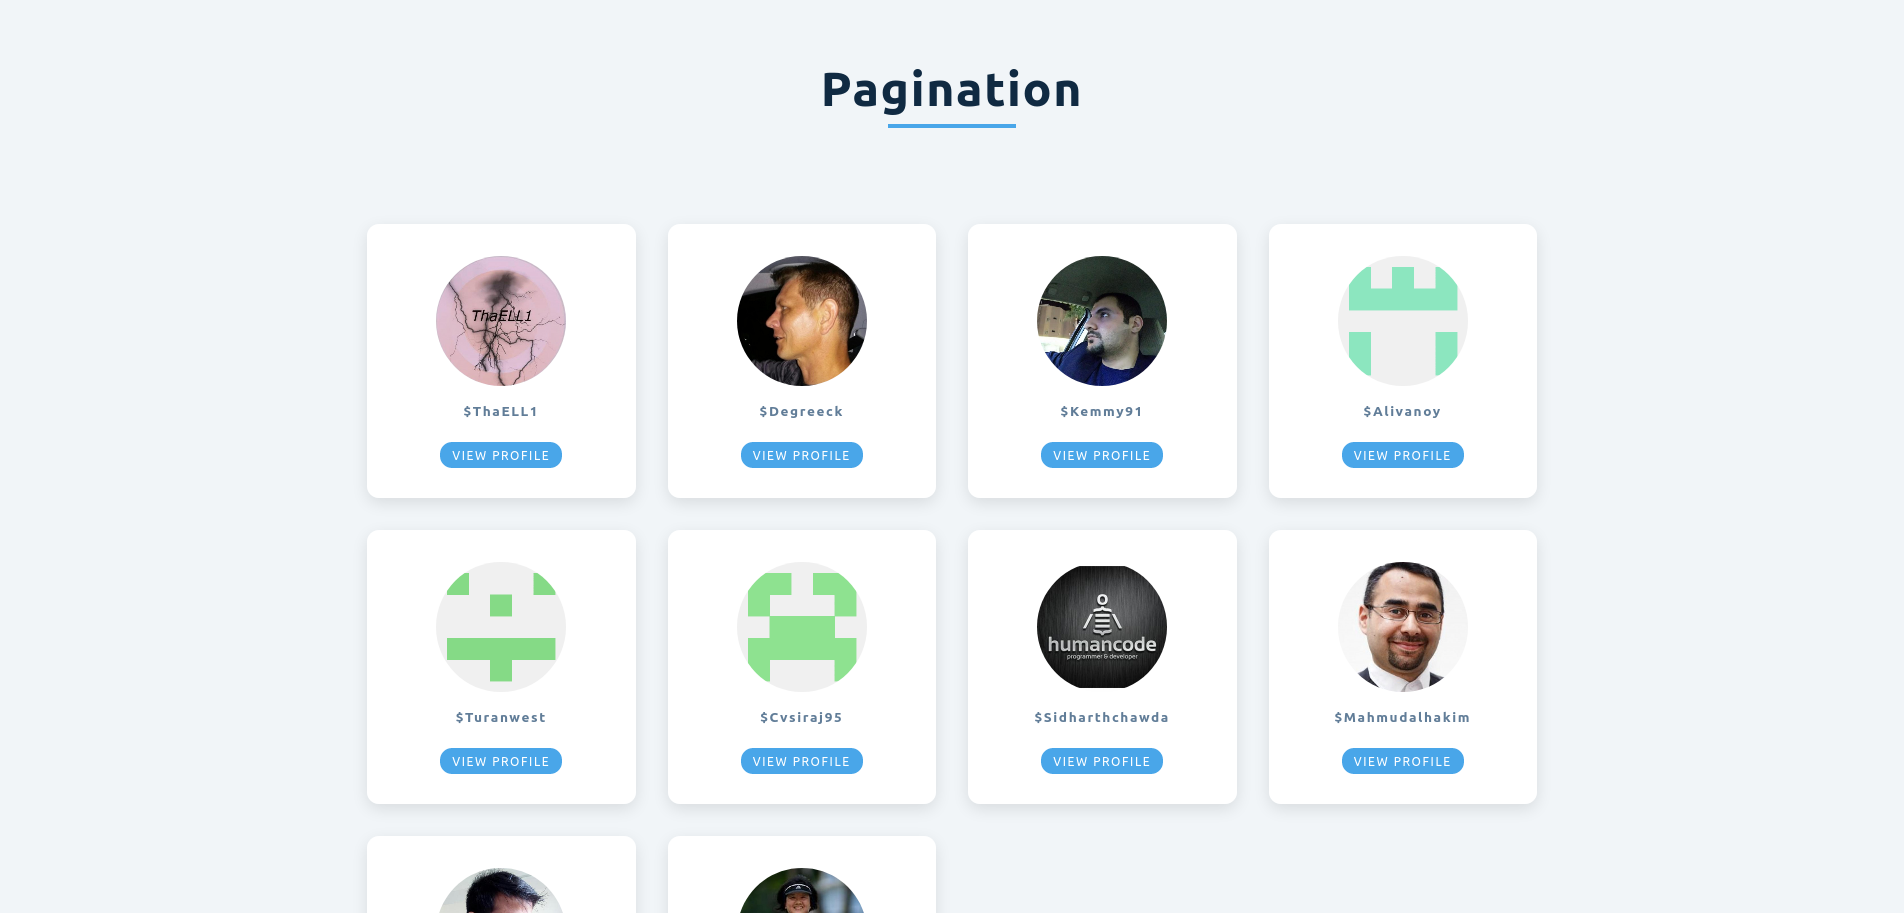 Pagination
ThaELL1
$ThaELL1
$Degreeck
$Kemmy91
$Alivanoy
VIEW PROFILE
VIEW PROFILE
VIEW PROFILE
VIEW PROFILE
humancode
programmer & developer
$Turanwest
$Cvsiraj95
$Sidharthchawda
$Mahmudalhakim
VIEW PROFILE
VIEW PROFILE
VIEW PROFILE
VIEW PROFILE